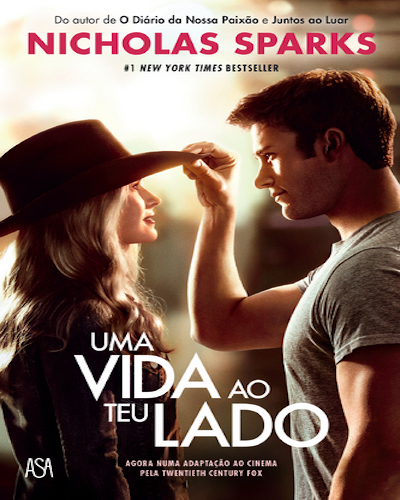 Do autor de O Diário da Nossa Paixão e Juntos ao Luar
NICHOLAS SPARKS
#1 NEW YORK TIMES BESTSELLER
UMA
VIDA AO
TEU LADO
ASA
AGORA NUMA ADAPTAÇÃO AO CINEMA
PELA TWENTIETH CENTURY FOX